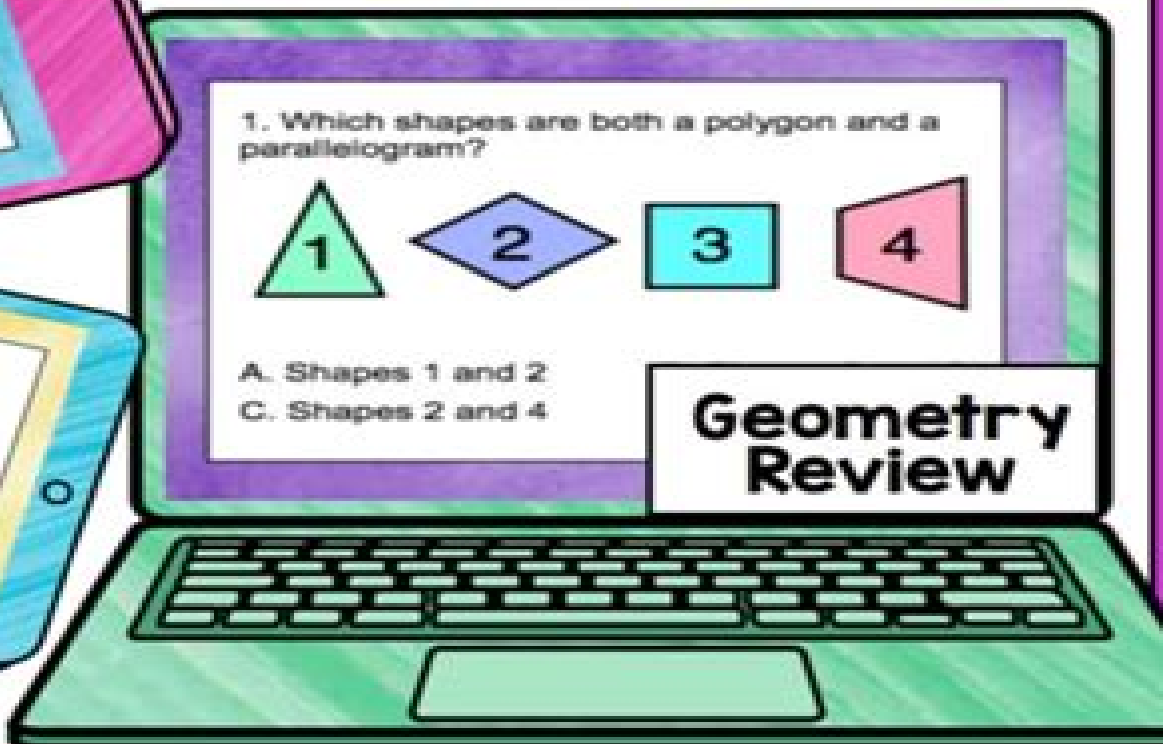 1. Which shapes are both a polygon and a
parallelogram?
1
2
3
4
A. Shapes 1 and 2
C. Shapes 2 and 4
Geometry
Review